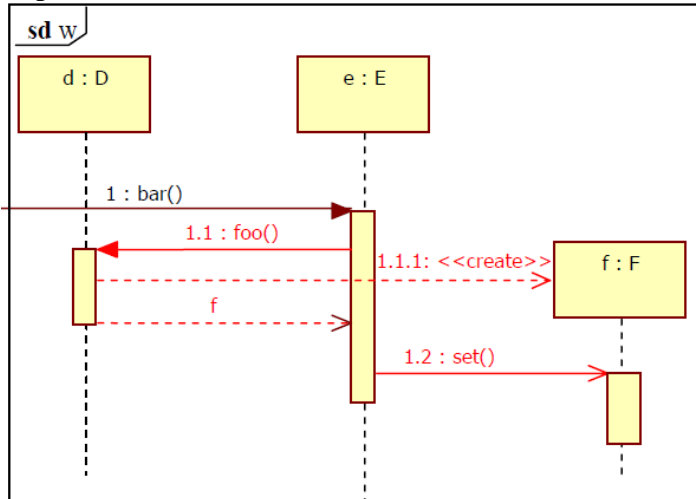 sd w
d : D
e : E
1 : bar()
1.1 : foo()
1.1.1: <<create>>
f : F
f
1.2 : set()